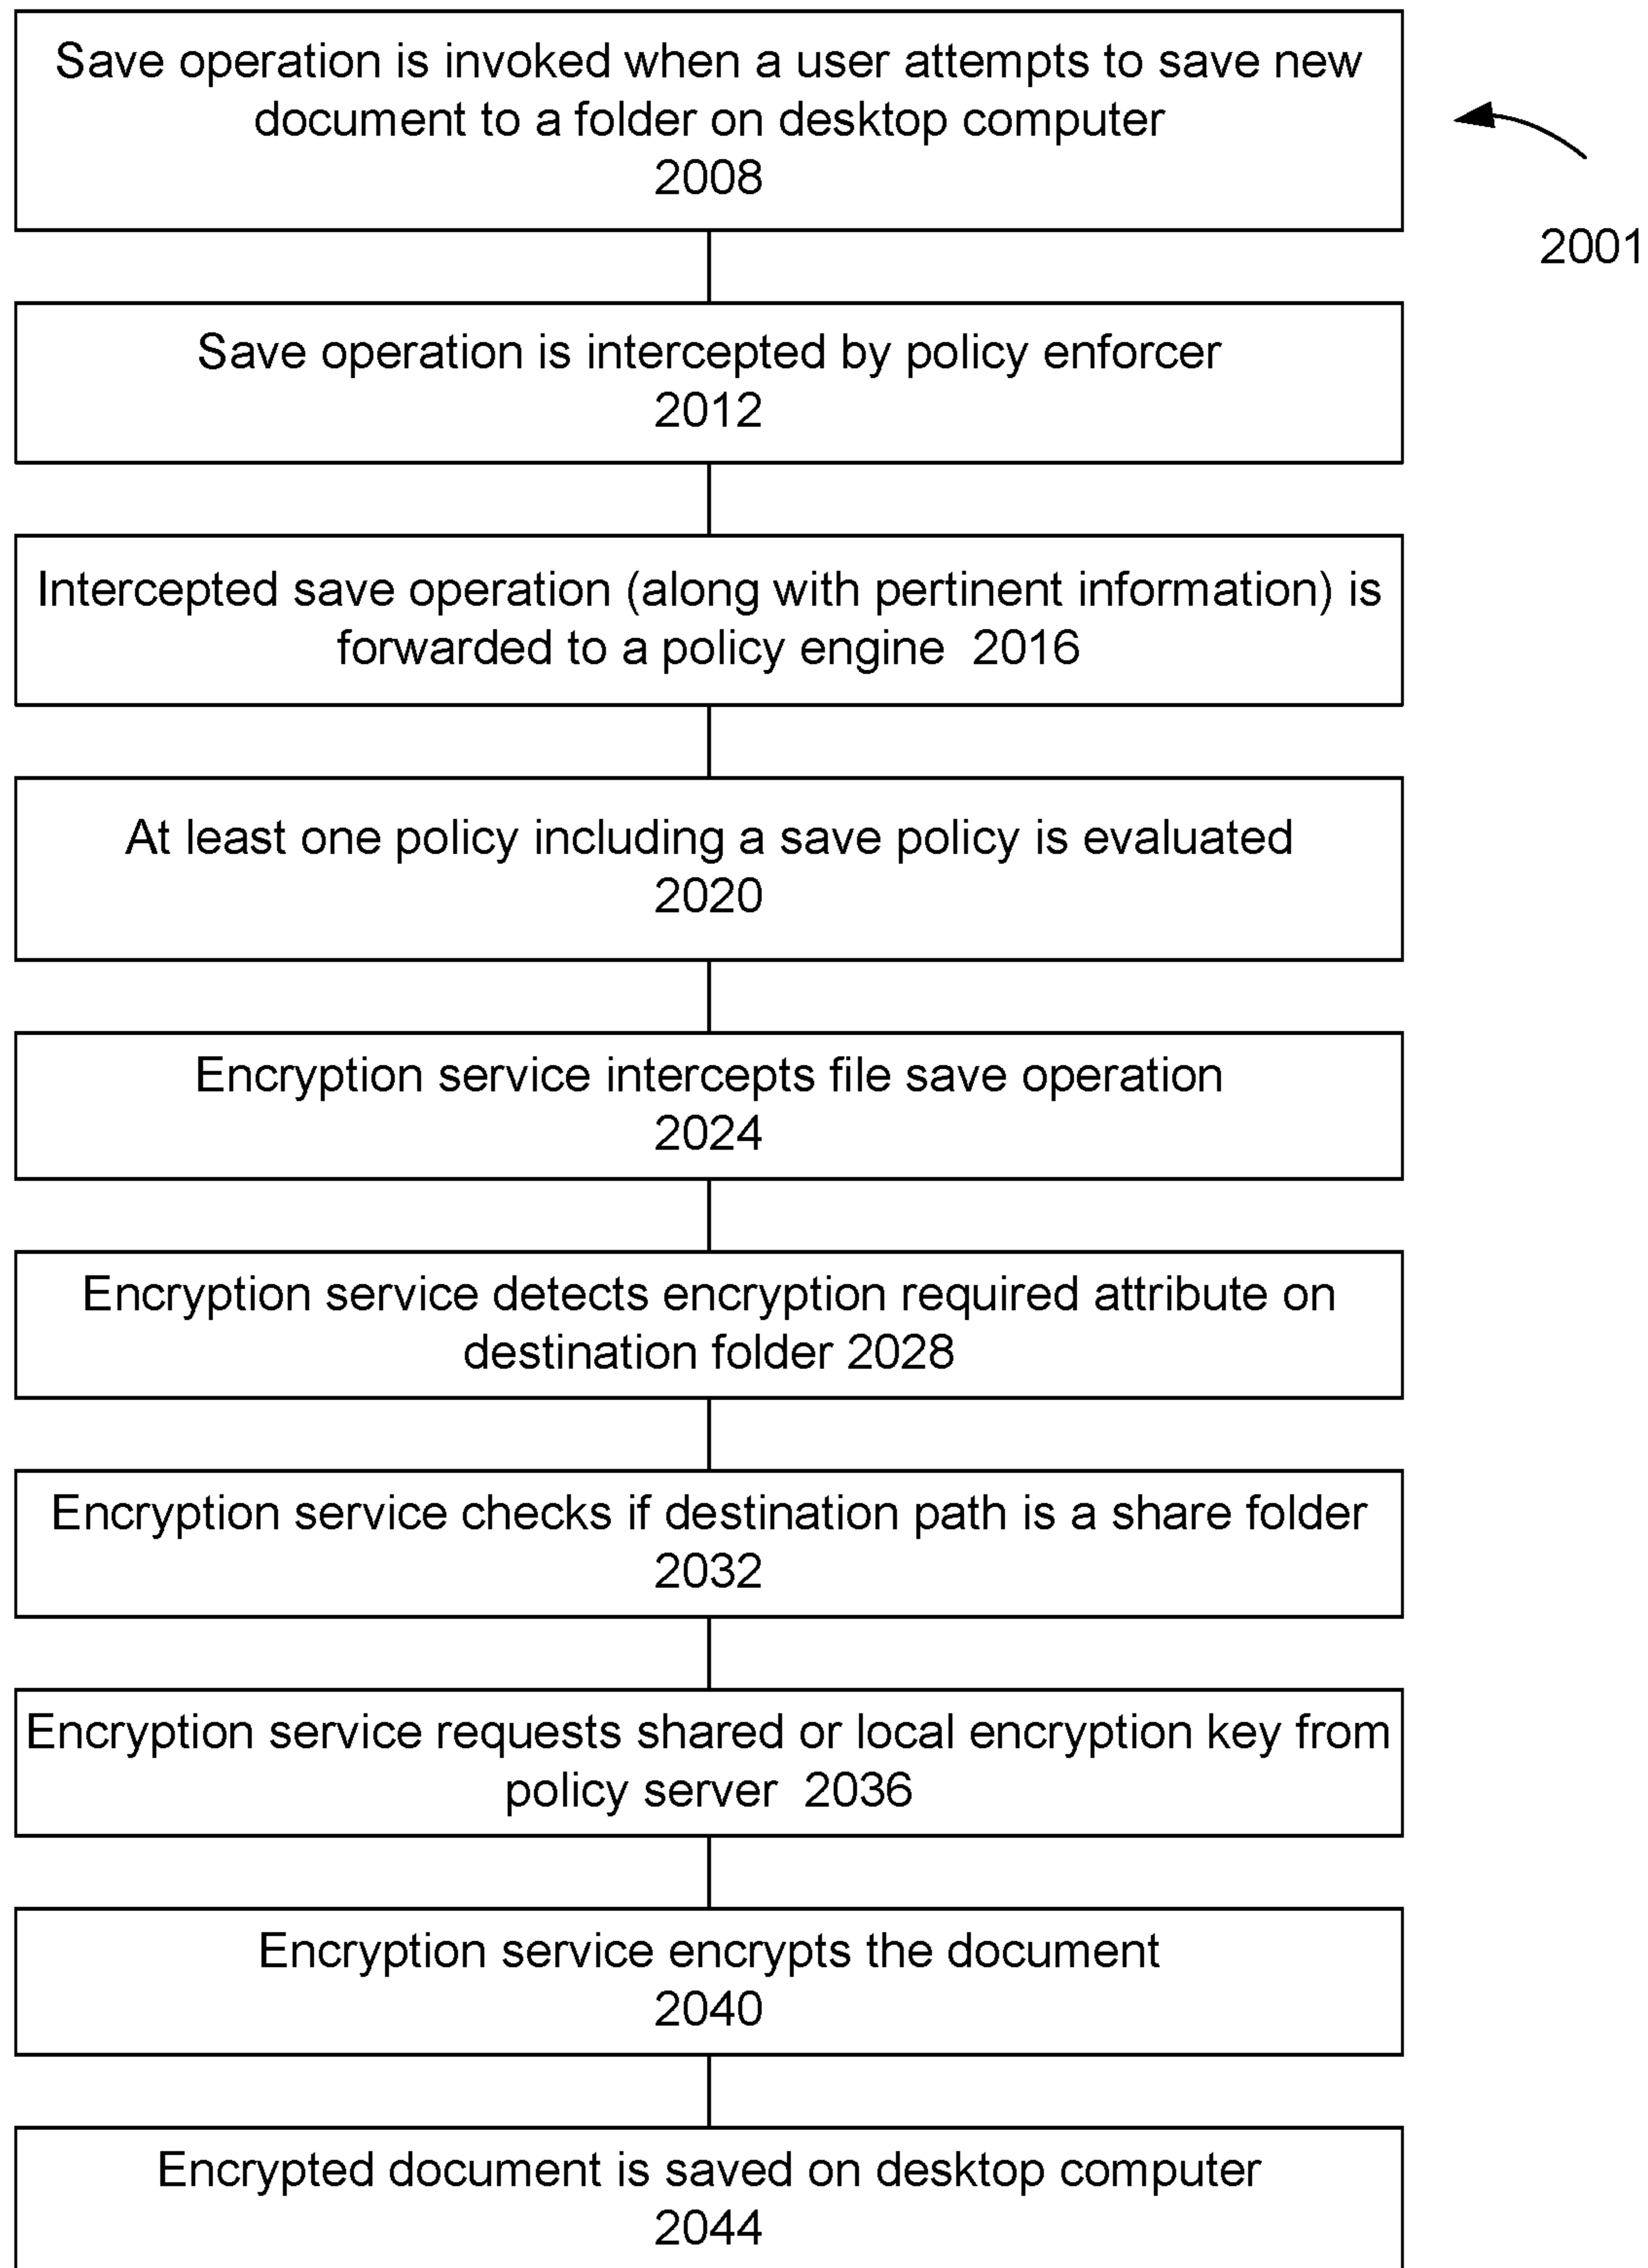 Save operation is invoked when a user attempts to save new
document to a folder on desktop computer
2008
2001
Save operation is intercepted by policy enforcer
2012
Intercepted save operation (along with pertinent information) is
forwarded to a policy engine 2016
At least one policy including a save policy is evaluated
2020
Encryption service intercepts file save operation
2024
Encryption service detects encryption required attribute on
destination folder 2028
Encryption service checks if destination path is a share folder
2032
Encryption service requests shared or local encryption key from
policy server 2036
Encryption service encrypts the document
2040
Encrypted document is saved on desktop computer
2044